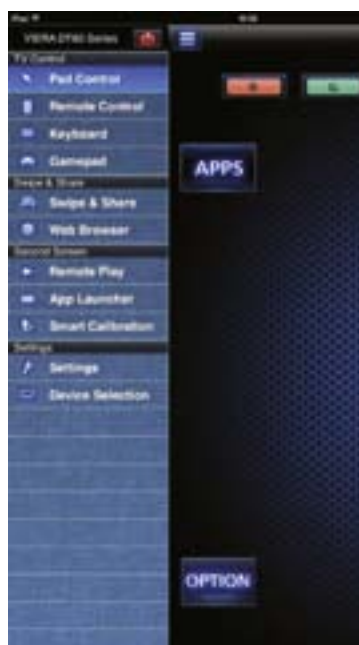 VIERA DT60 Series
TV Control
Pad Control
Remote Control
Keyboard
Gamepad
Swipe & Share
Swipe & Share
Web Browser
Second Screen
Remote Play
App Launcher
Smart Calibration
Settings
Settings
Device Selection
APPS
OPTION